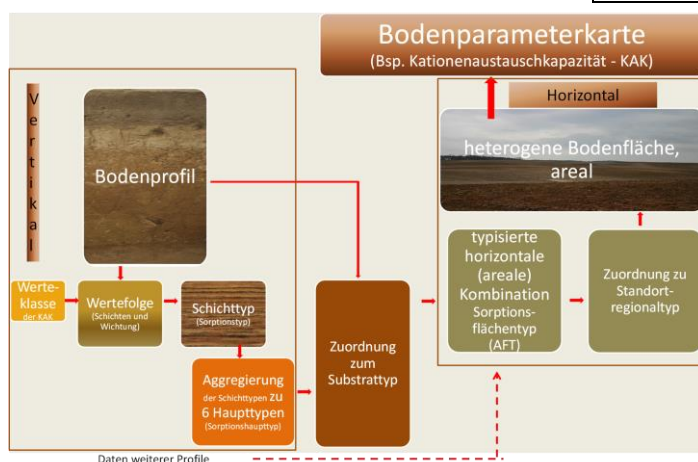 Bodenparameterkarte
(Bsp. Kationenaustauschkapazität - KAK)
Vertikal
Bodenprofil
Werte-
klasse
der KAK
Wertefolge
(Schichten und
Wichtung)
Schichttyp
(Sorptionstyp)
Aggregierung
der Schichttypen zu
6 Haupttypen
(Sorptionshaupttyp)
Zuordnung
zum
Substrattyp
Horizontal
heterogene Bodenfläche,
areal
typisierte
horizontale
(areale)
Kombination
Sorptions-
flächentyp
(AFT)
Zuordnung zu
Standort-
regionaltyp
Daten weiterer Profile